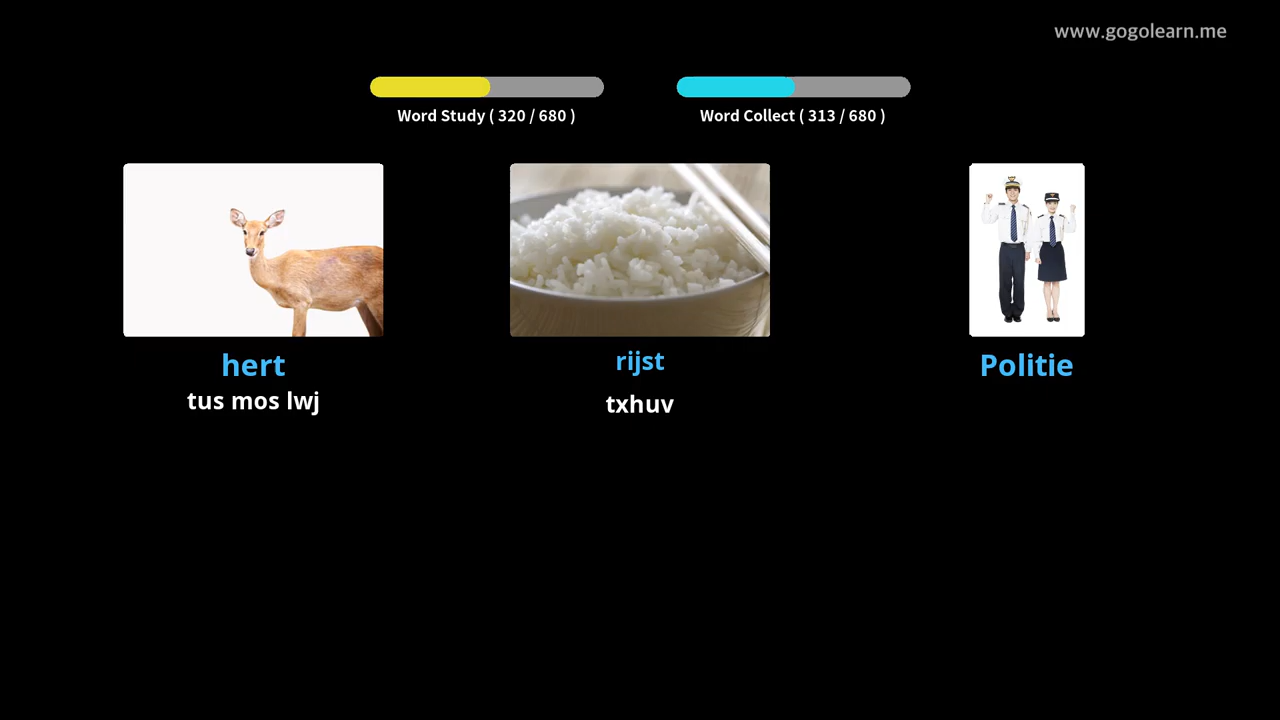 www.gogolearn.me
Word Study ( 320 / 680 )
Word Collect ( 313 / 680 )
hert
tus mos lwj
rijst
txhuv
Politie